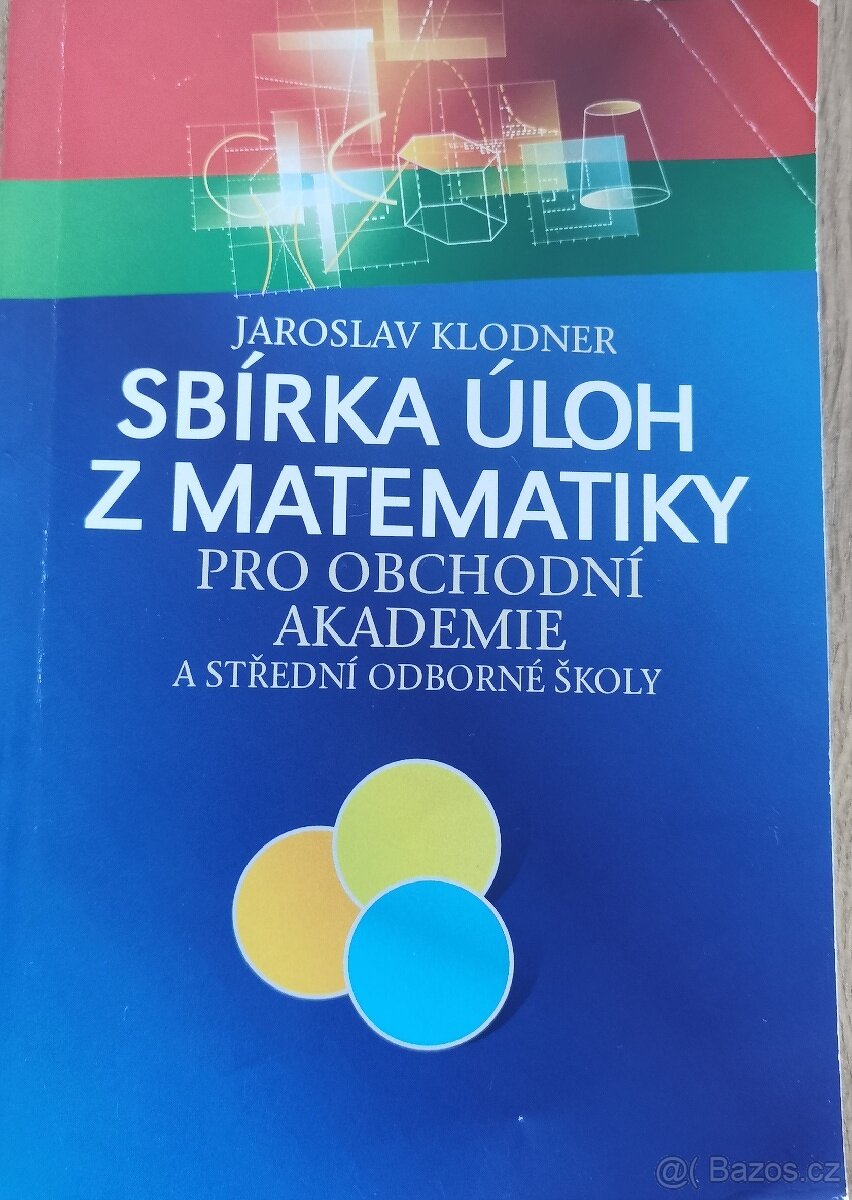 JAROSLAV KLODNER
SBÍRKA ÚLOH
Z MATEMATIKY
PRO OBCHODNÍ
AKADEMIE
A STŘEDNÍ ODBORNÉ ŠKOLY
@( Bazos.cz